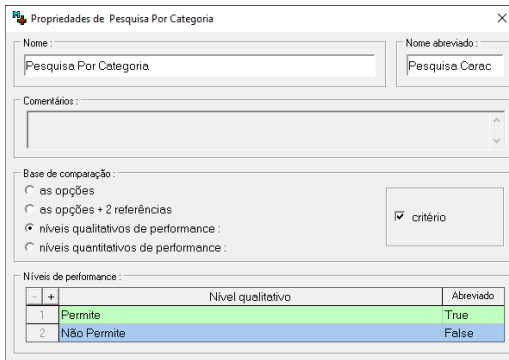 Propriedades de Pesquisa Por Categoria
Nome :
Nome abreviado :
Pesquisa Por Categoria
Pesquisa Carac
Comentários :
Base de comparação :
as opções
as opções + 2 referências
níveis qualitativos de performance :
níveis quantitativos de performance :
critério
Níveis de performance :
- + Nível qualitativo Abreviado
1 Permite True
2 Não Permite False